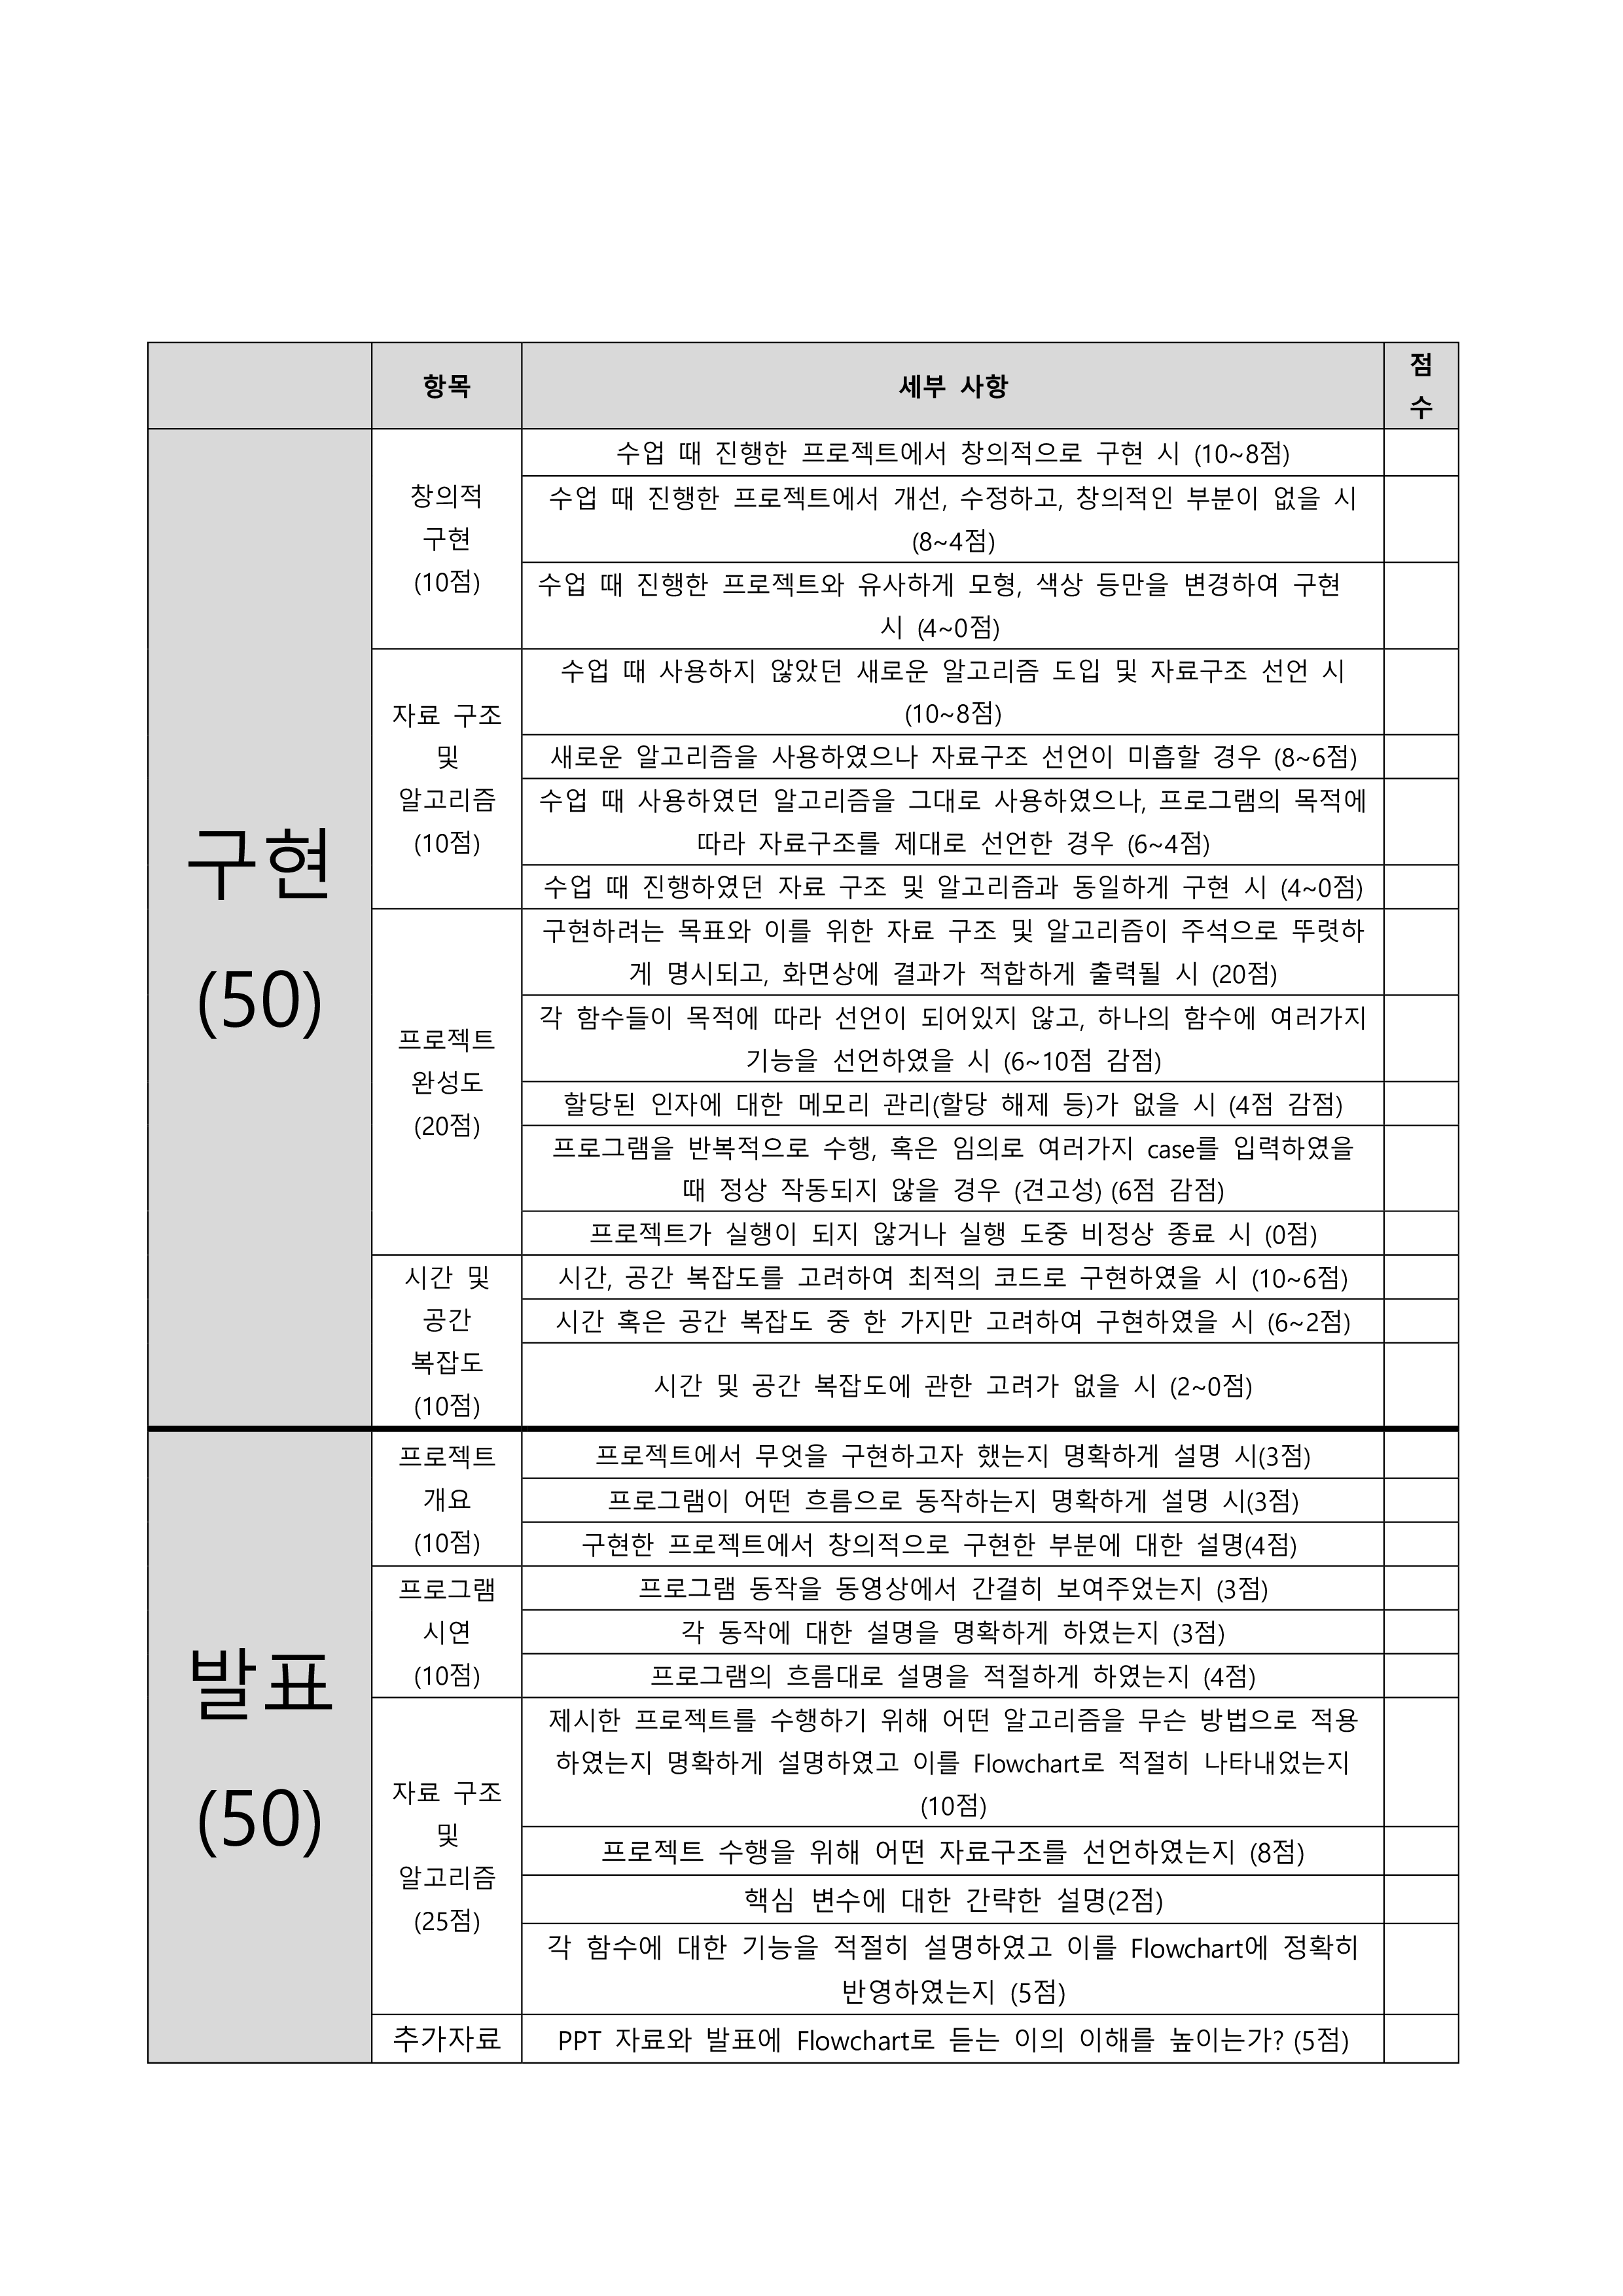 항목
세부 사항
점
수
구현
(50)
창의적
구현
(10점)
수업 때 진행한 프로젝트에서 창의적으로 구현 시 (10~8점)
수업 때 진행한 프로젝트에서 개선, 수정하고, 창의적인 부분이 없을 시
(8~4점)
수업 때 진행한 프로젝트와 유사하게 모형, 색상 등만을 변경하여 구현
시 (4~0점)
자료 구조
및
알고리즘
(10점)
수업 때 사용하지 않았던 새로운 알고리즘 도입 및 자료구조 선언 시
(10~8점)
새로운 알고리즘을 사용하였으나 자료구조 선언이 미흡할 경우 (8~6점)
수업 때 사용하였던 알고리즘을 그대로 사용하였으나, 프로그램의 목적에
따라 자료구조를 제대로 선언한 경우 (6~4점)
수업 때 진행하였던 자료 구조 및 알고리즘과 동일하게 구현 시 (4~0점)
프로젝트
완성도
(20점)
구현하려는 목표와 이를 위한 자료 구조 및 알고리즘이 주석으로 뚜렷하
게 명시되고, 화면상에 결과가 적합하게 출력될 시 (20점)
각 함수들이 목적에 따라 선언이 되어있지 않고, 하나의 함수에 여러가지
기능을 선언하였을 시 (6~10점 감점)
할당된 인자에 대한 메모리 관리(할당 해제 등)가 없을 시 (4점 감점)
프로그램을 반복적으로 수행, 혹은 임의로 여러가지 case를 입력하였을
때 정상 작동되지 않을 경우 (견고성) (6점 감점)
프로젝트가 실행이 되지 않거나 실행 도중 비정상 종료 시 (0점)
시간 및
공간
복잡도
(10점)
시간, 공간 복잡도를 고려하여 최적의 코드로 구현하였을 시 (10~6점)
시간 혹은 공간 복잡도 중 한 가지만 고려하여 구현하였을 시 (6~2점)
시간 및 공간 복잡도에 관한 고려가 없을 시 (2~0점)
발표
(50)
프로젝트
개요
(10점)
프로젝트에서 무엇을 구현하고자 했는지 명확하게 설명 시(3점)
프로그램이 어떤 흐름으로 동작하는지 명확하게 설명 시(3점)
구현한 프로젝트에서 창의적으로 구현한 부분에 대한 설명(4점)
프로그램
시연
(10점)
프로그램 동작을 동영상에서 간결히 보여주었는지 (3점)
각 동작에 대한 설명을 명확하게 하였는지 (3점)
프로그램의 흐름대로 설명을 적절하게 하였는지 (4점)
자료 구조
및
알고리즘
(25점)
제시한 프로젝트를 수행하기 위해 어떤 알고리즘을 무슨 방법으로 적용
하였는지 명확하게 설명하였고 이를 Flowchart로 적절히 나타내었는지
(10점)
프로젝트 수행을 위해 어떤 자료구조를 선언하였는지 (8점)
핵심 변수에 대한 간략한 설명(2점)
각 함수에 대한 기능을 적절히 설명하였고 이를 Flowchart에 정확히
반영하였는지 (5점)
추가자료
PPT 자료와 발표에 Flowchart로 듣는 이의 이해를 높이는가? (5점)